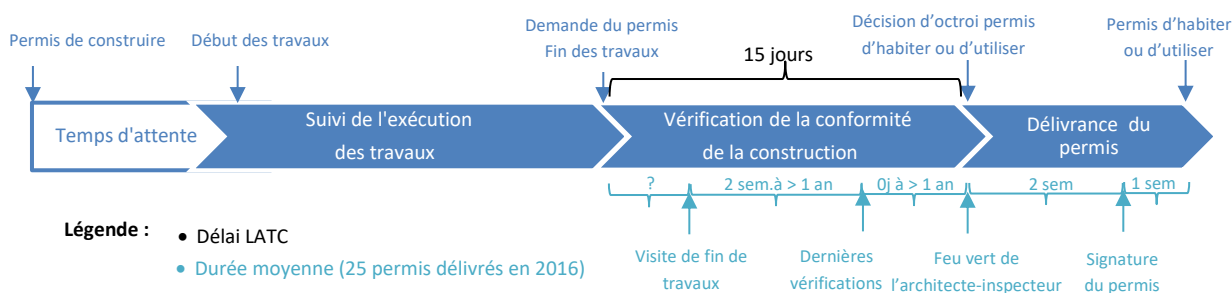 Permis de construire
Début des travaux
Demande du permis
Fin des travaux
15 jours
Décision d'octroi permis
d'habiter ou d'utiliser
Permis d'habiter
ou d'utiliser
Temps d'attente
Suivi de l'exécution
des travaux
Vérification de la conformité
de la construction
Délivrance du
permis
?
2 sem.à > 1 an
0j à > 1 an
2 sem
1 sem
Légende :
• Délai LATC
• Durée moyenne (25 permis délivrés en 2016)
Visite de fin de
travaux
Dernières
vérifications
Feu vert de
l'architecte-inspecteur
Signature
du permis